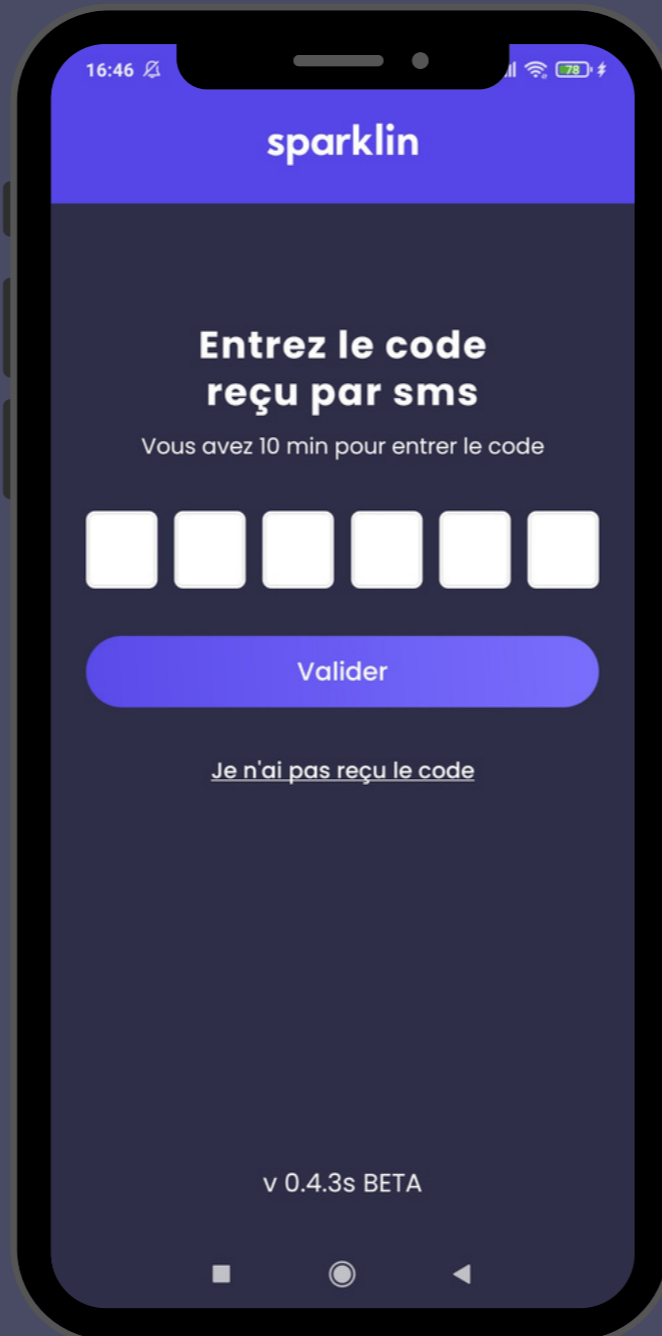 16:46
78
sparklin
Entrez le code
reçu par sms
Vous avez 10 min pour entrer le code
Valider
Je n'ai pas reçu le code
v 0.4.3s BETA